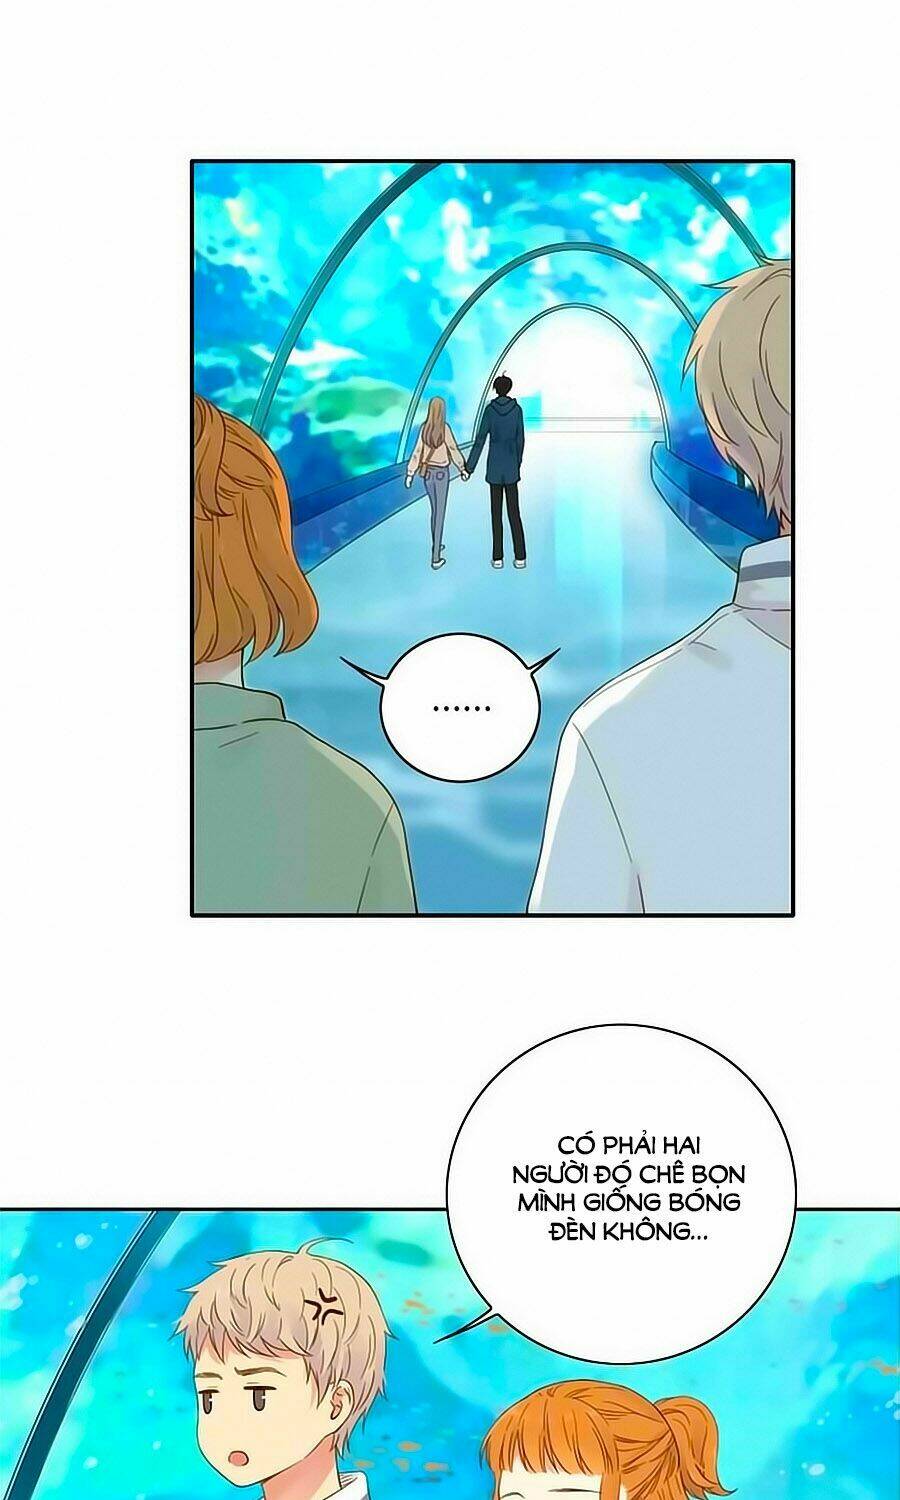 ......
CÓ PHẢI HAI
NGƯỜI ĐÓ CHÊ BỌN
MÌNH GIỐNG BÓNG
ĐÈN KHÔNG...